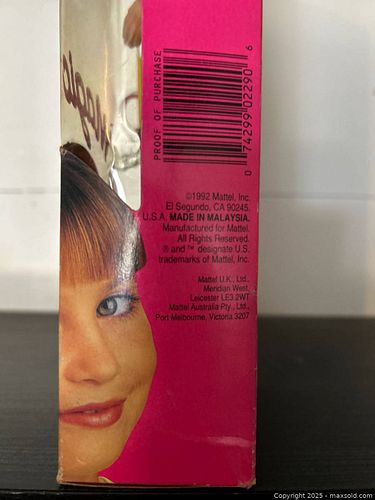 PROOF OF PURCHASE
0 74299 02290 6
©1992 Mattel, Inc.
El Segundo, CA 90245,
U.S.A. MADE IN MALAYSIA.
Manufactured for Mattel.
All Rights Reserved.
® and ™ designate U.S.
trademarks of Mattel, Inc.
Mattel U.K., Ltd.,
Meridian West,
Leicester LE3 2WT
Mattel Australia Pty., Ltd.,
Port Melbourne, Victoria 3207
Copyright 2025 - maxsold.com